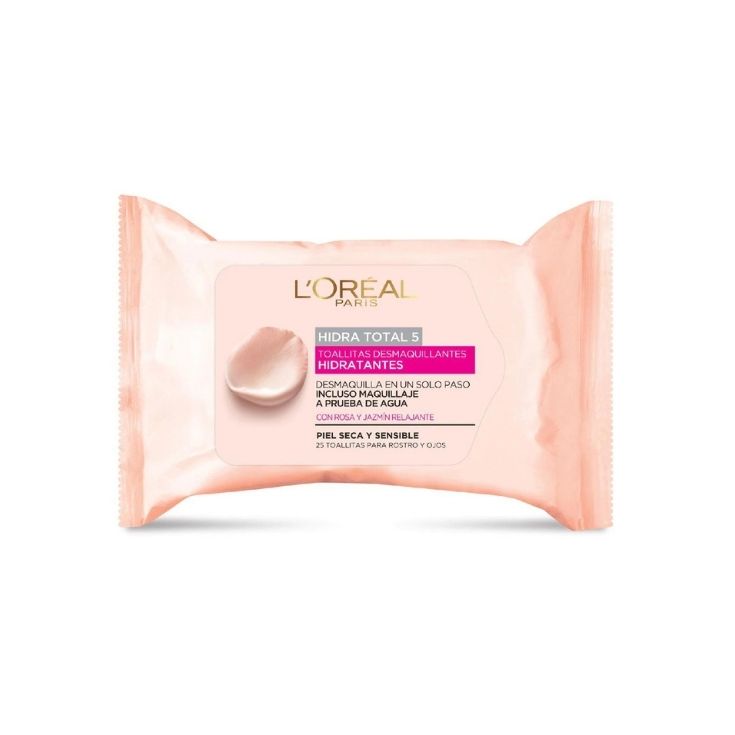 L'ORÉAL
PARIS
HIDRA TOTAL 5
TOALLITAS DESMAQUILLANTES
HIDRATANTES
DESMAQUILLA EN UN SOLO PASO
INCLUSO MAQUILLAJE
A PRUEBA DE AGUA
CON ROSA Y JAZMÍN RELAJANTE
PIEL SECA Y SENSIBLE
25 TOALLITAS PARA ROSTRO Y OJOS